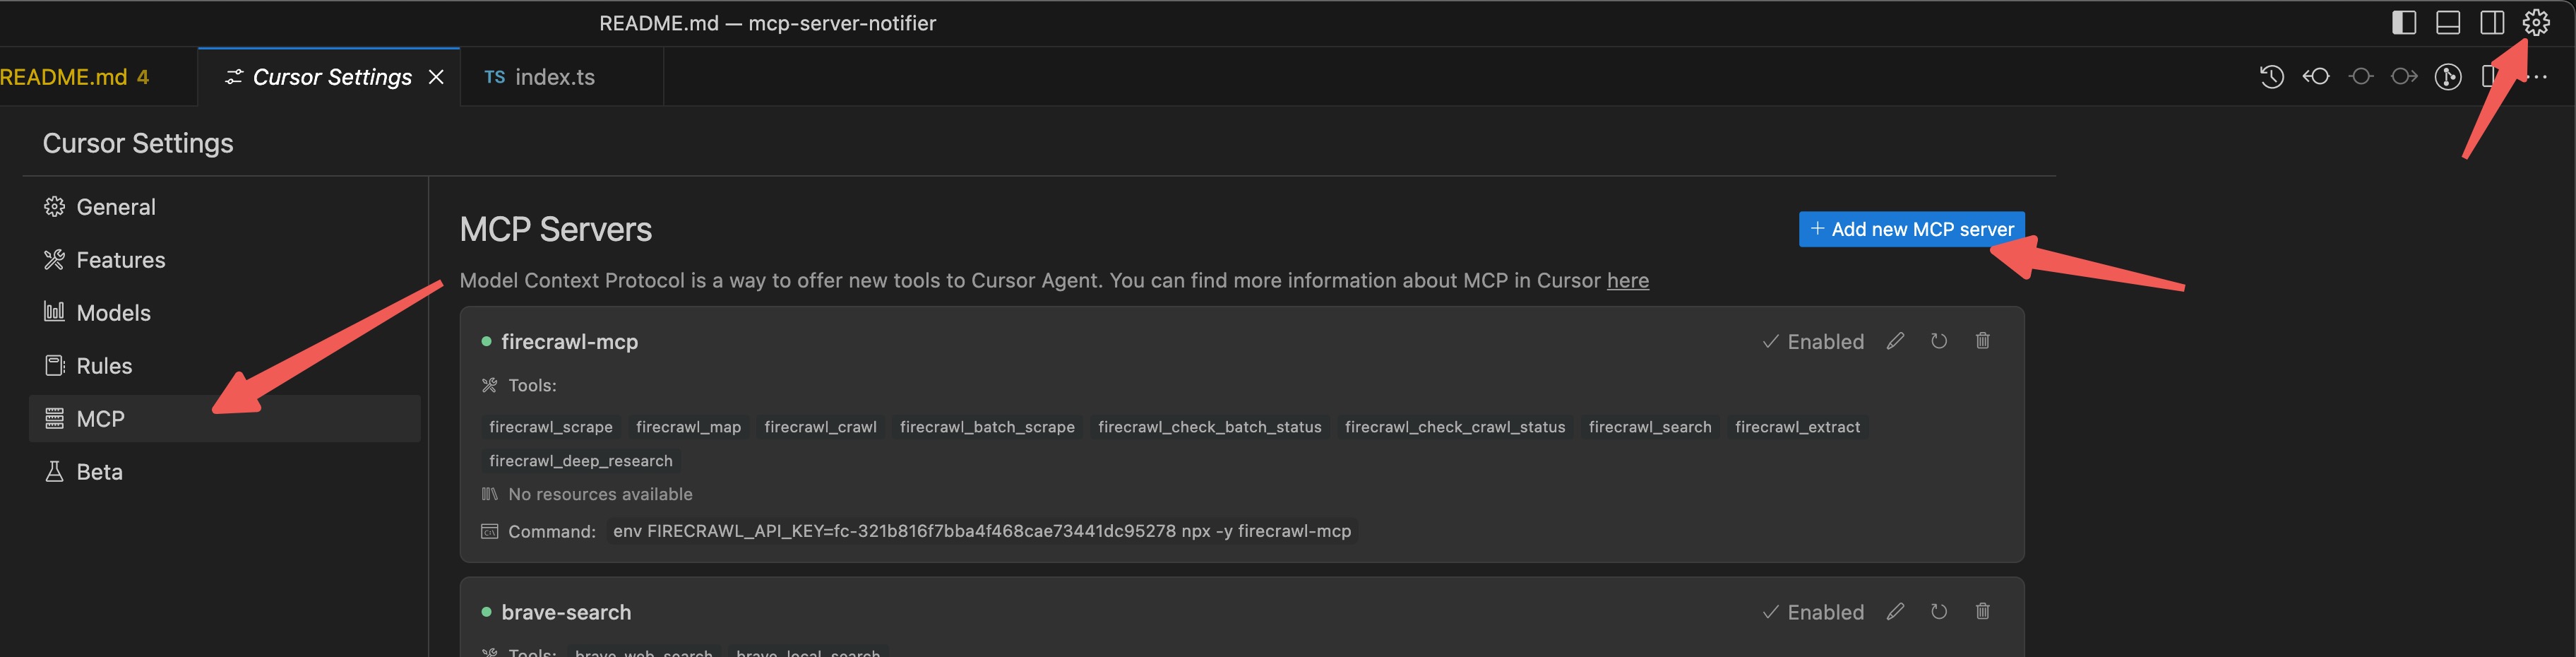 README.md — mcp-server-notifier
README.md 4
Cursor Settings
TS index.ts
Cursor Settings
General
Features
Models
Rules
MCP
Beta
MCP Servers
+ Add new MCP server
Model Context Protocol is a way to offer new tools to Cursor Agent. You can find more information about MCP in Cursor here
firecrawl-mcp
Enabled
Tools:
firecrawl_scrape firecrawl_map firecrawl_crawl firecrawl_batch_scrape firecrawl_check_batch_status firecrawl_check_crawl_status firecrawl_search firecrawl_extract
firecrawl_deep_research
No resources available
Command: env FIRECRAWL_API_KEY=fc-321b816f7bba4f468cae73441dc95278 npx -y firecrawl-mcp
brave-search
Enabled
Tools: brave_web_search brave_local_search